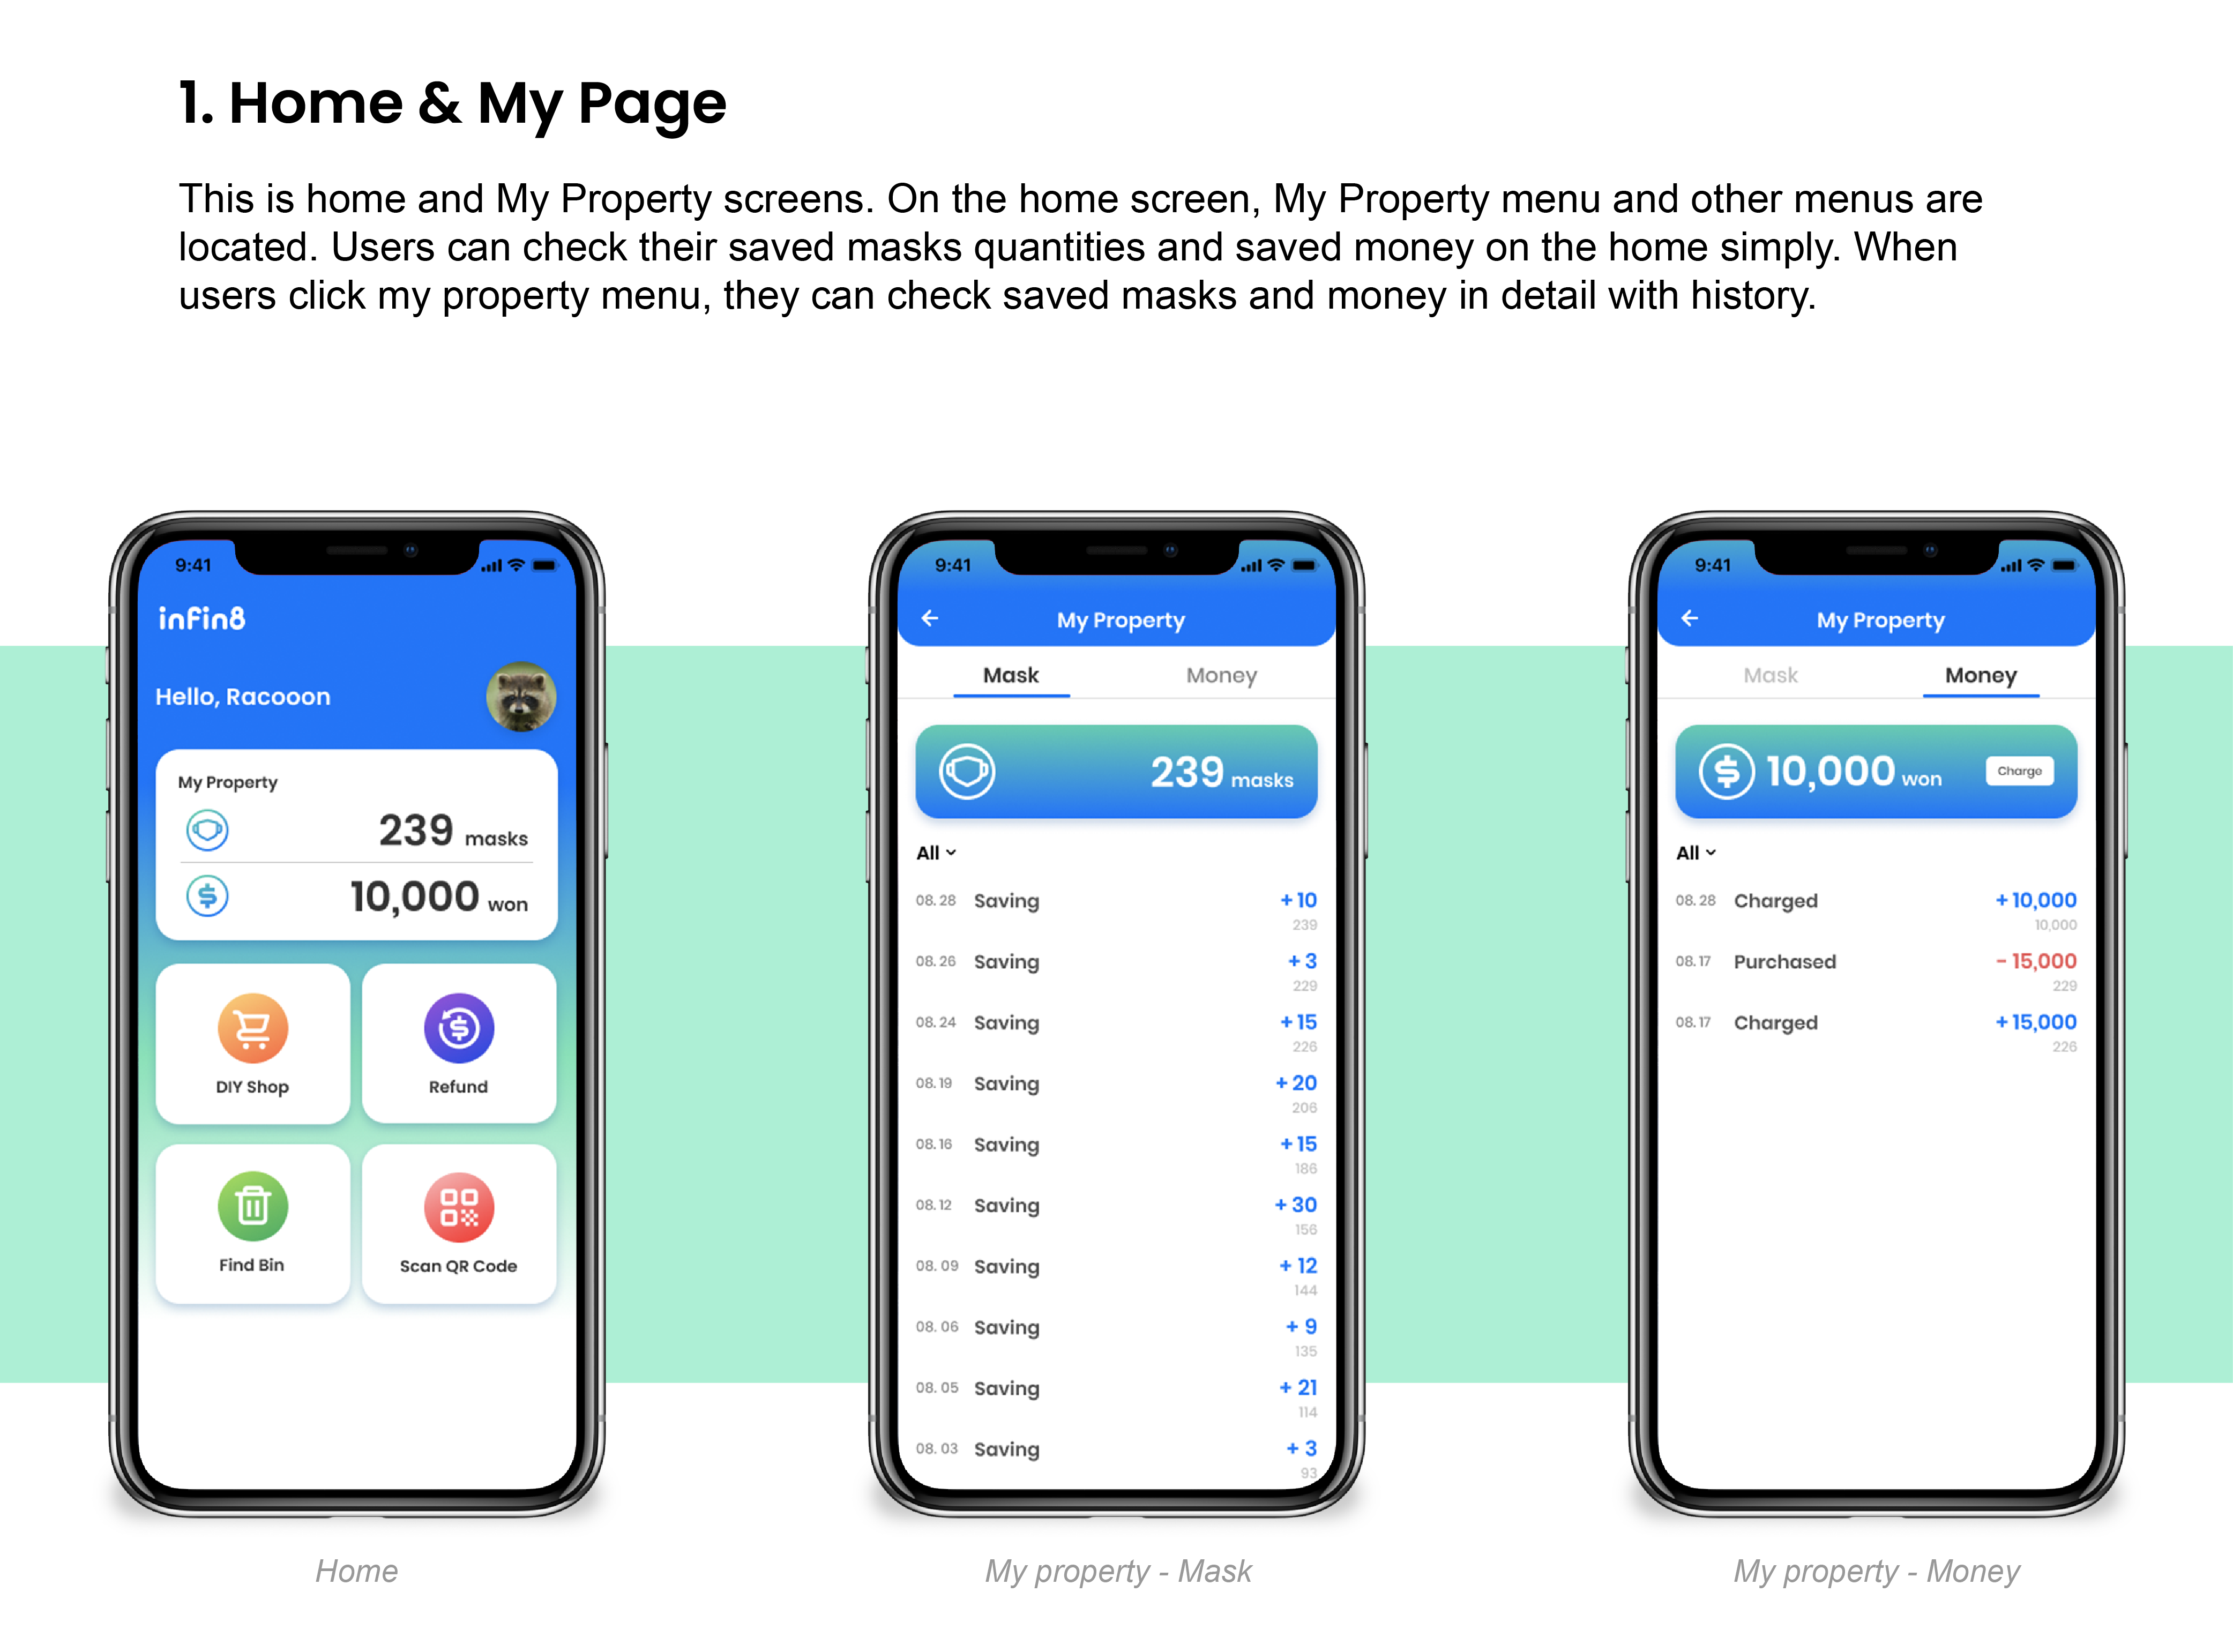 1. Home & My Page
This is home and My Property screens. On the home screen, My Property menu and other menus are
located. Users can check their saved masks quantities and saved money on the home simply. When
users click my property menu, they can check saved masks and money in detail with history.
9:41
infin8
Hello, Racooon
My Property
239 masks
10,000 won
DIY Shop
Refund
Find Bin
Scan QR Code
Home
9:41
My Property
Mask Money
239 masks
All
08. 28 Saving + 10
239
08. 26 Saving + 3
229
08. 24 Saving + 15
226
08. 19 Saving + 20
206
08. 16 Saving + 15
186
08. 12 Saving + 30
156
08. 09 Saving + 12
144
08. 06 Saving + 9
135
08. 05 Saving + 21
114
08. 03 Saving + 3
93
My property - Mask
9:41
My Property
Mask Money
10,000 won Charge
All
08. 28 Charged + 10,000
10,000
08. 17 Purchased - 15,000
229
08. 17 Charged + 15,000
226
My property - Money